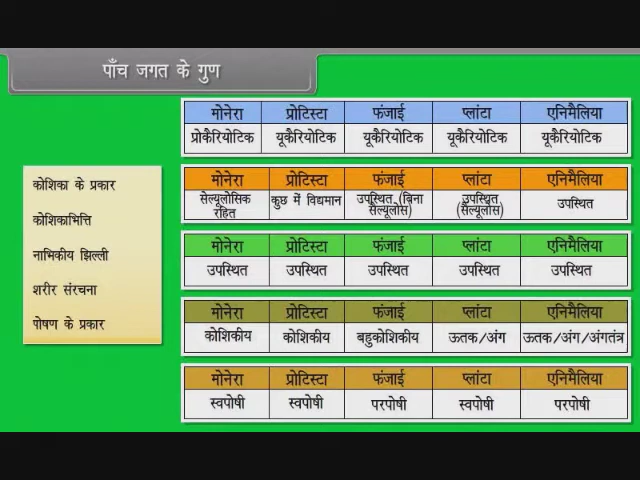 पाँच जगत के गुण
मोनेरा प्रोटिस्टा फंजाई प्लांटा एनिमैलिया
प्रोकैरियोटिक यूकैरियोटिक यूकैरियोटिक यूकैरियोटिक यूकैरियोटिक
कोशिका के प्रकार
कोशिकाभित्ति
नाभिकीय झिल्ली
शरीर संरचना
पोषण के प्रकार
मोनेरा प्रोटिस्टा फंजाई प्लांटा एनिमैलिया
सेल्यूलोसिक रहित कुछ में विद्यमान उपस्थित (बिना सेल्यूलोस) उपस्थित (सेल्यूलोस) उपस्थित
मोनेरा प्रोटिस्टा फंजाई प्लांटा एनिमैलिया
उपस्थित उपस्थित उपस्थित उपस्थित उपस्थित
मोनेरा प्रोटिस्टा फंजाई प्लांटा एनिमैलिया
कोशिकीय कोशिकीय बहुकोशिकीय ऊतक/अंग ऊतक/अंग/अंगतंत्र
मोनेरा प्रोटिस्टा फंजाई प्लांटा एनिमैलिया
स्वपोषी स्वपोषी परपोषी स्वपोषी परपोषी